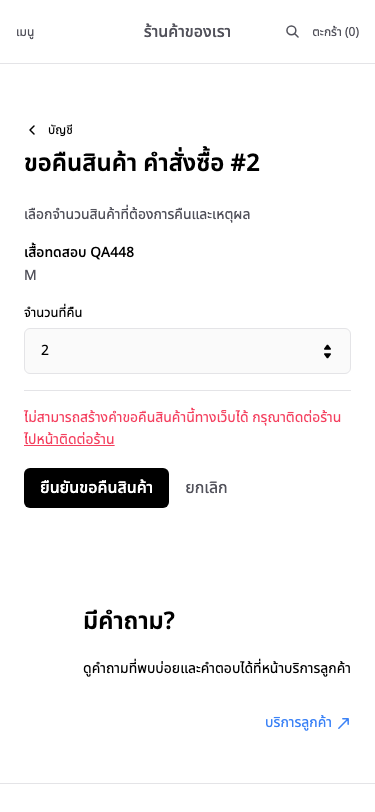 เมนู
ร้านค้าของเรา
ตะกร้า (0)
บัญชี
ขอคืนสินค้า คำสั่งซื้อ #2
เลือกจำนวนสินค้าที่ต้องการคืนและเหตุผล
เสื้อทดสอบ QA448
M
จำนวนที่คืน
2
ไม่สามารถสร้างคำขอคืนสินค้านี้ทางเว็บได้ กรุณาติดต่อร้าน
ไปหน้าติดต่อร้าน
ยืนยันขอคืนสินค้า
ยกเลิก
มีคำถาม?
ดูคำถามที่พบบ่อยและคำตอบได้ที่หน้าบริการลูกค้า
บริการลูกค้า